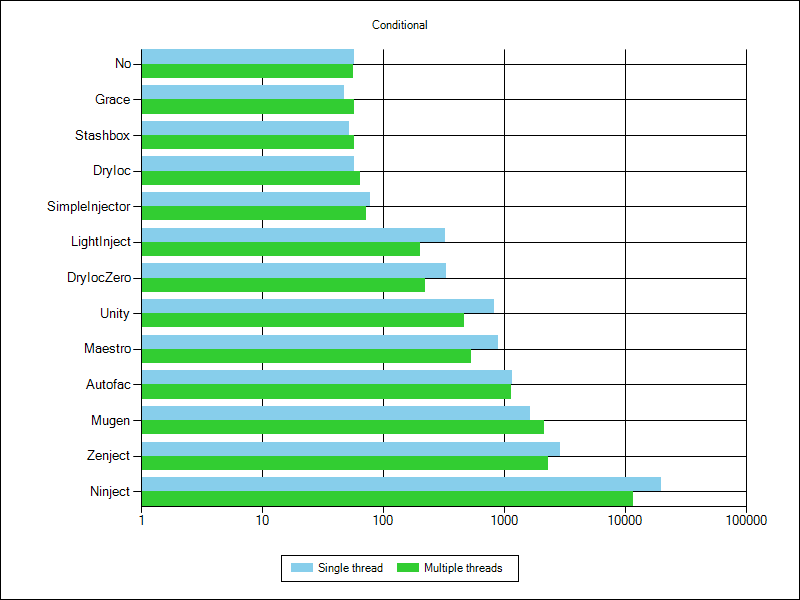 Conditional
No
Grace
Stashbox
DryIoc
SimpleInjector
LightInject
DryIocZero
Unity
Maestro
Autofac
Mugen
Zenject
Ninject
1 10 100 1000 10000 100000
Single thread Multiple threads